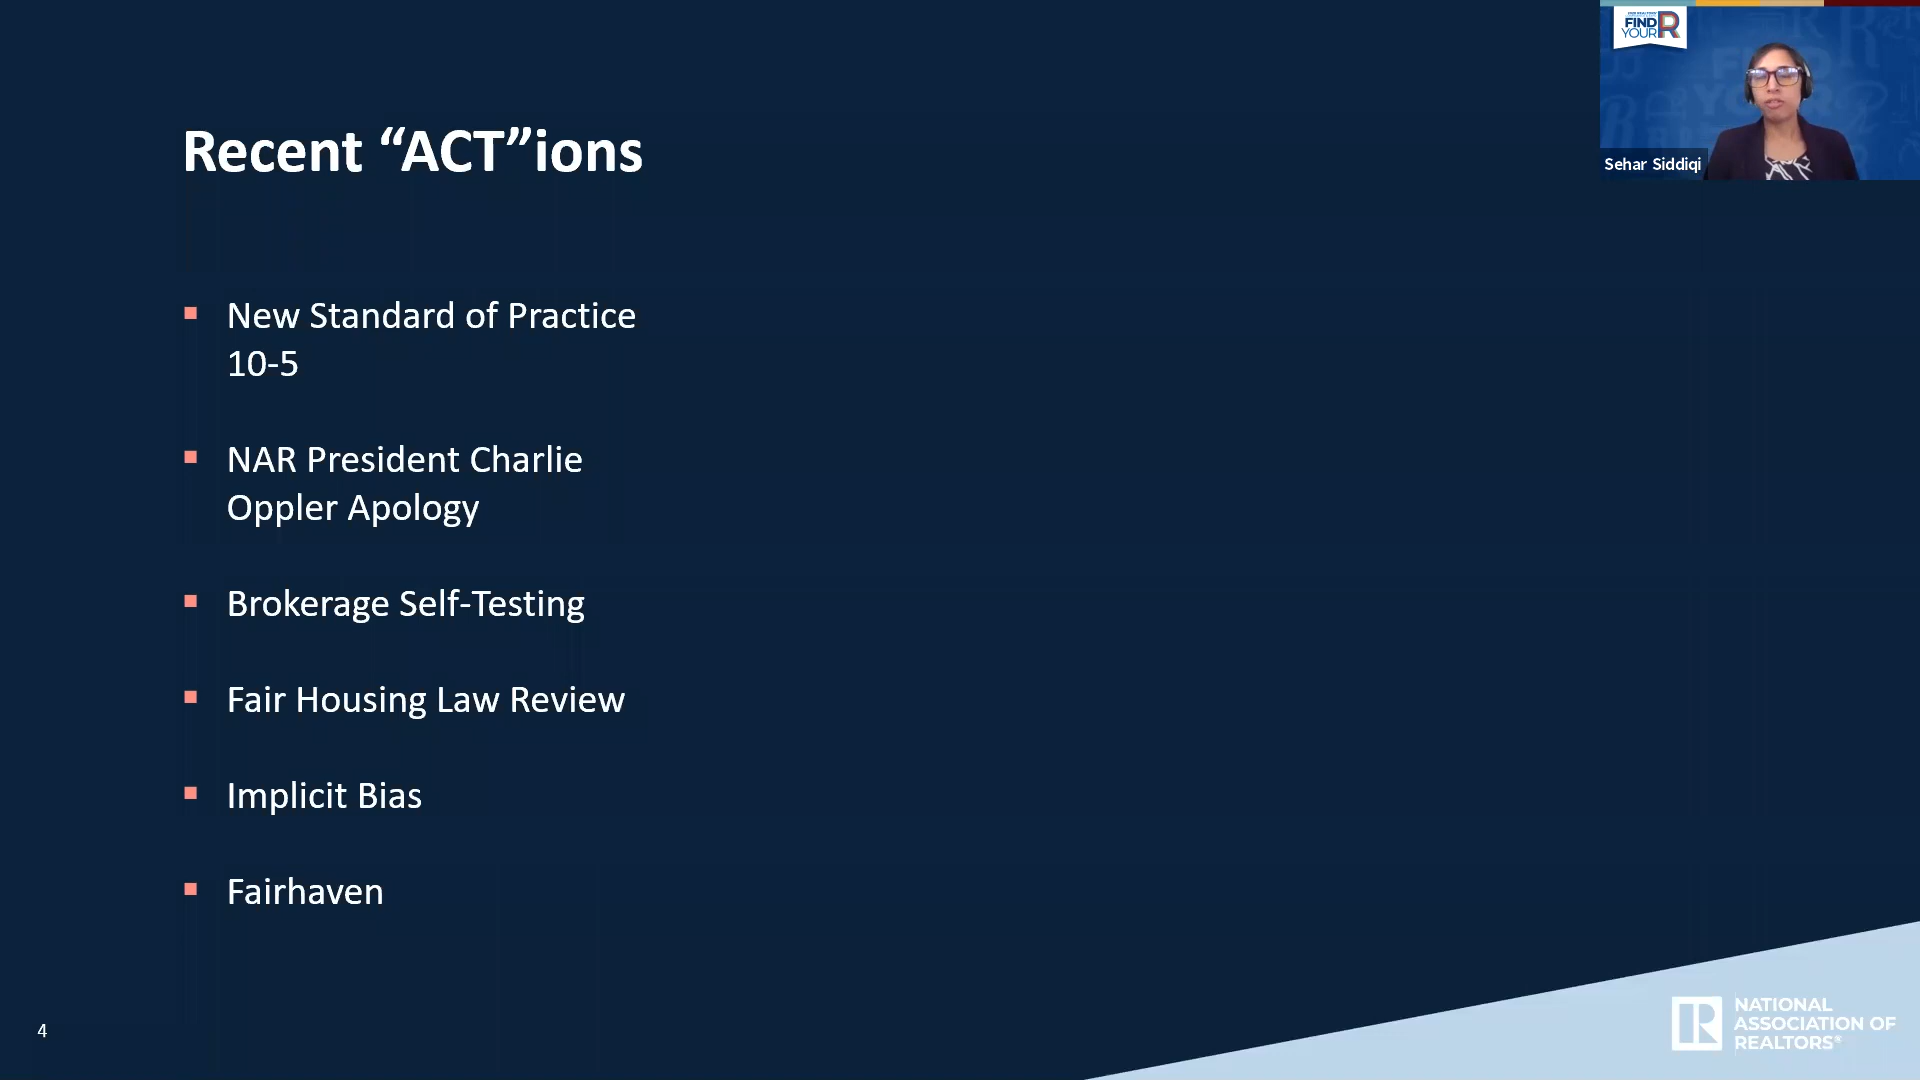 Recent “ACT”ions
FIND
YOUR
Sehar Siddiqi
New Standard of Practice
10-5
NAR President Charlie
Oppler Apology
Brokerage Self-Testing
Fair Housing Law Review
Implicit Bias
Fairhaven
4
NATIONAL
ASSOCIATION OF
REALTORS®